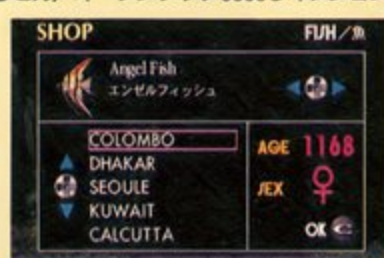 SHOP FISH/魚
Angel Fish
エンゼルフィッシュ
COLOMBO
DHAKAR
SEOULE
KUWAIT
CALCUTTA
AGE 1168
SEX ♀
OK